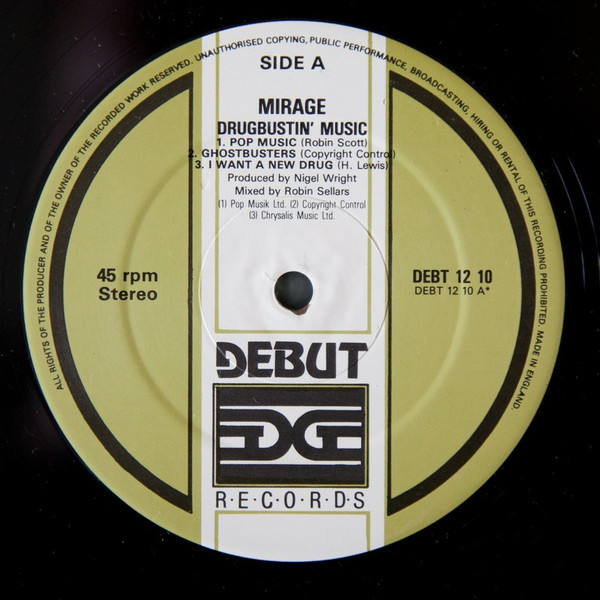 ALL RIGHTS OF THE PRODUCER AND OF THE OWNER OF THE RECORDED WORK RESERVED. UNAUTHORISED COPYING, PUBLIC PERFORMANCE, BROADCASTING, HIRING OR RENTAL OF THIS RECORDING PROHIBITED. MADE IN ENGLAND.
SIDE A
MIRAGE
DRUGBUSTIN' MUSIC
1. POP MUSIC (Robin Scott)
2. GHOSTBUSTERS (Copyright Control)
3. I WANT A NEW DRUG (H. Lewis)
Produced by Nigel Wright
Mixed by Robin Sellars
(1) Pop Musik Ltd. (2) Copyright Control
(3) Chrysalis Music Ltd.
45 rpm
Stereo
DEBT 12 10
DEBT 12 10 A*
DEBUT
R·E·C·O·R·D·S